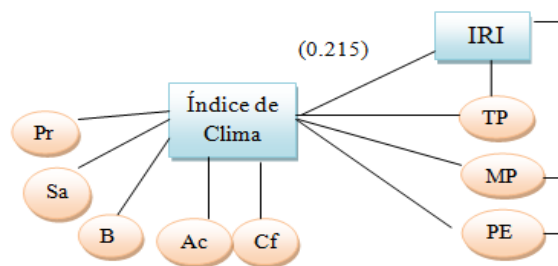 IRI
(0.215)
Índice de
Clima
TP
Pr
MP
Sa
PE
B
Ac
Cf